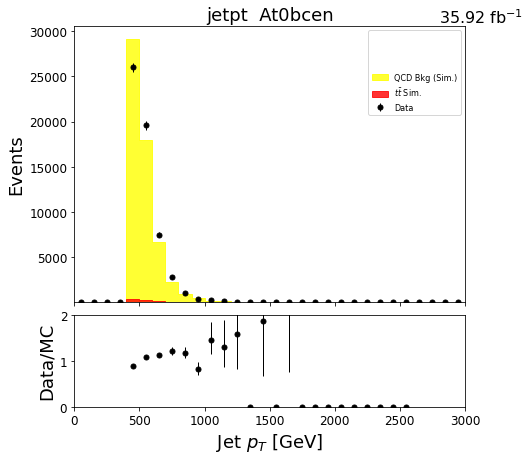 jetpt At0bcen
35.92 fb⁻¹
30000
25000
20000
15000
10000
5000
Events
QCD Bkg (Sim.)
tt̄ Sim.
Data
2
1
0
Data/MC
0 500 1000 1500 2000 2500 3000
Jet p_T [GeV]